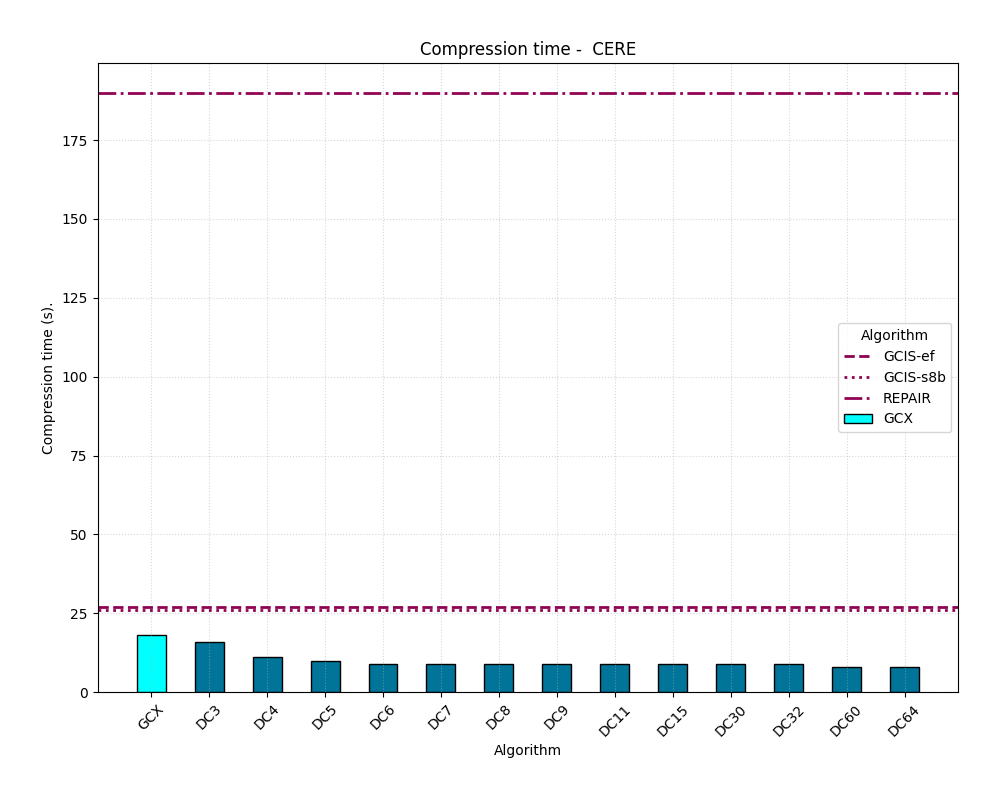 Compression time -  CERE
175
150
125
100
75
50
25
0
Compression time (s).
Algorithm
GCIS-ef
GCIS-s8b
REPAIR
GCX
GCX
DC3
DC4
DC5
DC6
DC7
DC8
DC9
DC11
DC15
DC30
DC32
DC60
DC64
Algorithm